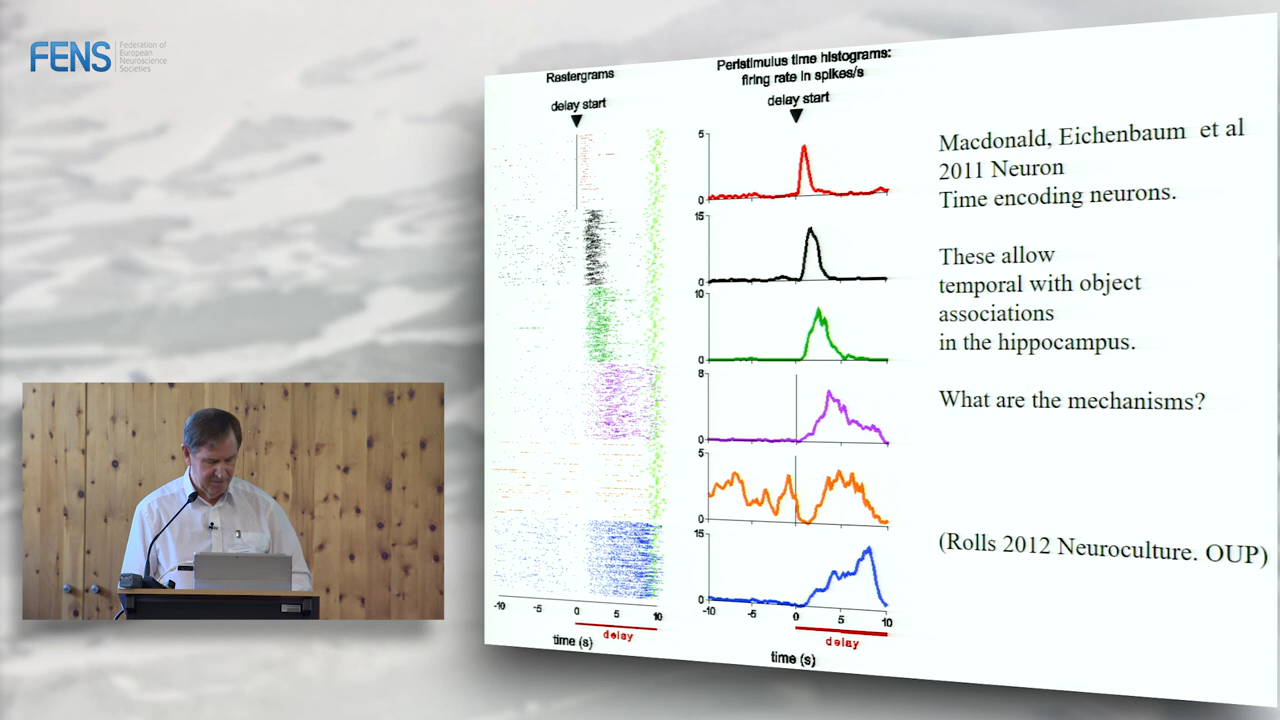 FENS
Federation of
European
Neuroscience
Societies
Rastergrams
delay start
Peristimulus time histograms:
firing rate in spikes/s
delay start
5
0
15
0
10
0
8
0
5
0
15
0
-10 -5 0 5 10
delay
time (s)
-10 -5 0 5 10
delay
time (s)
Macdonald, Eichenbaum et al
2011 Neuron
Time encoding neurons.
These allow
temporal with object
associations
in the hippocampus.
What are the mechanisms?
(Rolls 2012 Neuroculture. OUP)